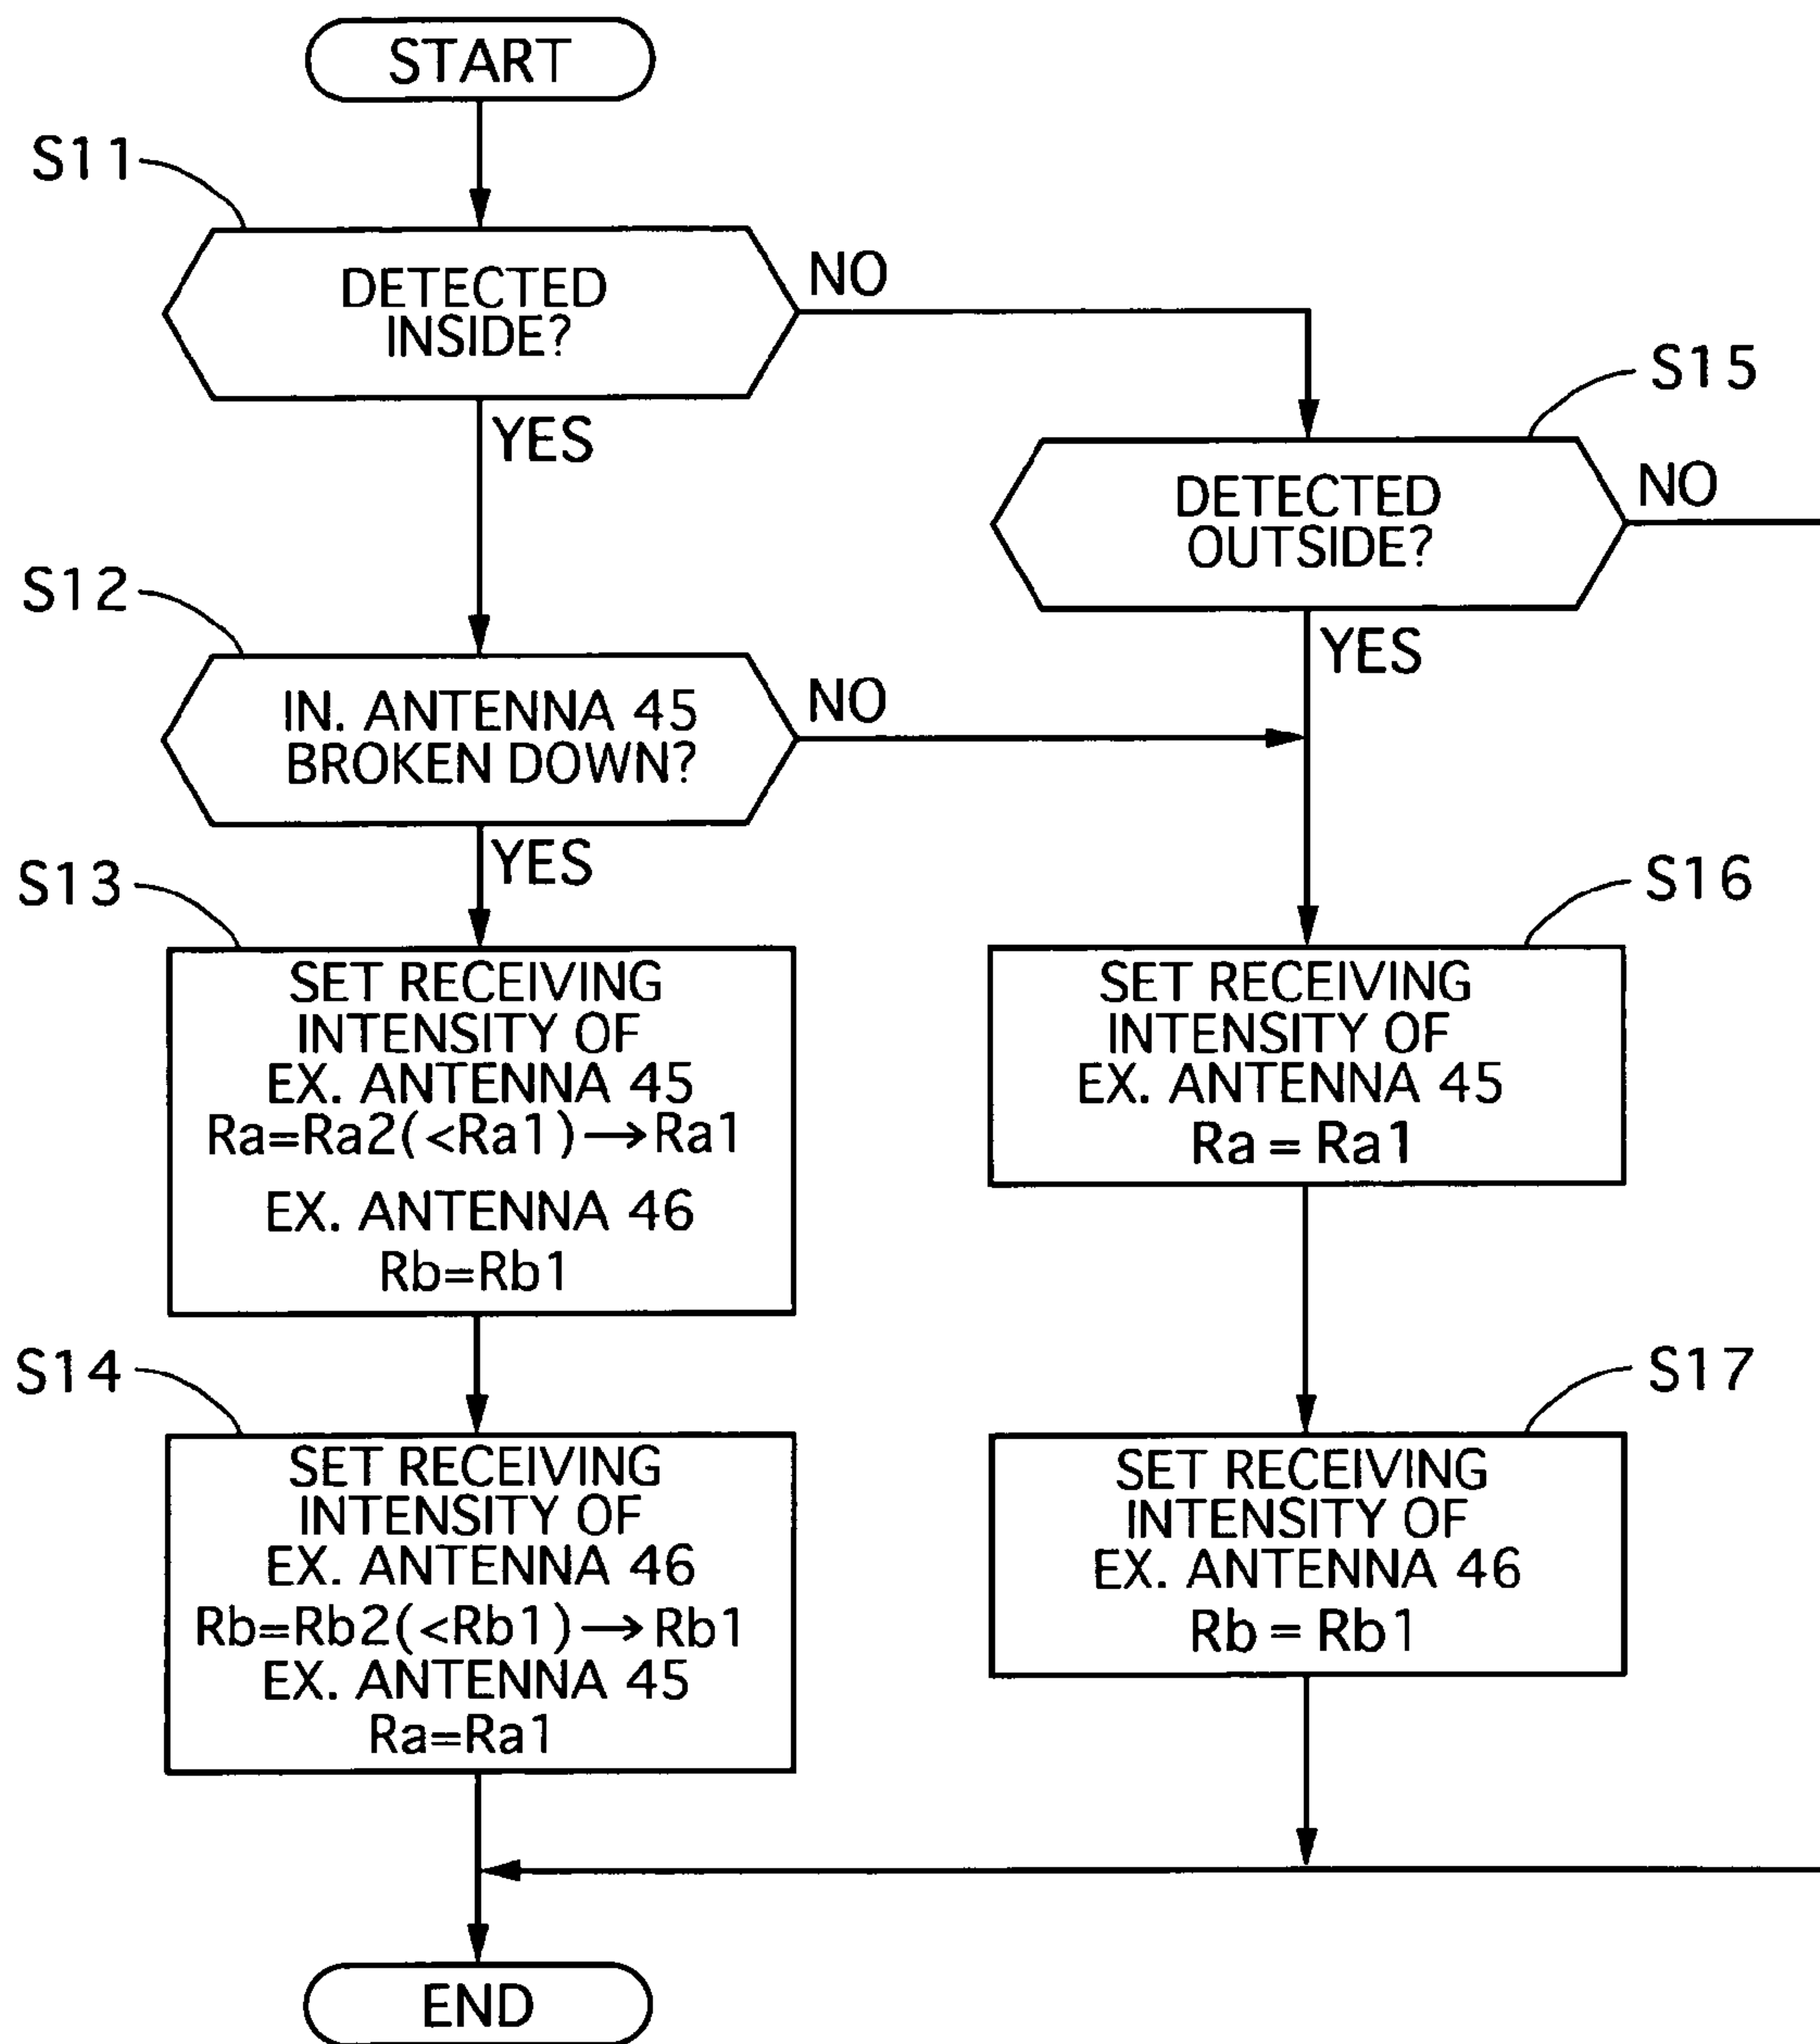 START
S11
DETECTED
INSIDE?
NO
YES
S15
DETECTED
OUTSIDE?
NO
YES
S12
IN. ANTENNA 45
BROKEN DOWN?
NO
YES
S13
SET RECEIVING
INTENSITY OF
EX. ANTENNA 45
Ra=Ra2(<Ra1)→Ra1
EX. ANTENNA 46
Rb=Rb1
S16
SET RECEIVING
INTENSITY OF
EX. ANTENNA 45
Ra = Ra1
S14
SET RECEIVING
INTENSITY OF
EX. ANTENNA 46
Rb=Rb2(<Rb1)→Rb1
EX. ANTENNA 45
Ra=Ra1
S17
SET RECEIVING
INTENSITY OF
EX. ANTENNA 46
Rb = Rb1
END